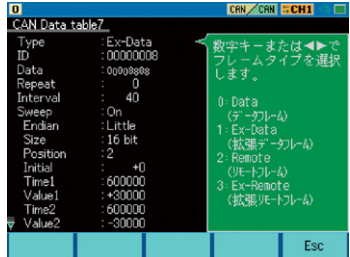 0
CAN/CAN CH1
CAN Data table7
Type : Ex-Data
ID : 00000008
Data
Repeat : 0
Interval : 40
Sweep : On
Endian : Little
Size : 16 bit
Position : 2
Initial : +0
Time1 : 600000
Value1 : +30000
Time2 : 600000
Value2 : -30000
数字キーまたは◀▶で
フレームタイプを選択
します。
0:Data
(データフレーム)
1:Ex-Data
(拡張データフレーム)
2:Remote
(リモートフレーム)
3:Ex-Remote
(拡張リモートフレーム)
Esc